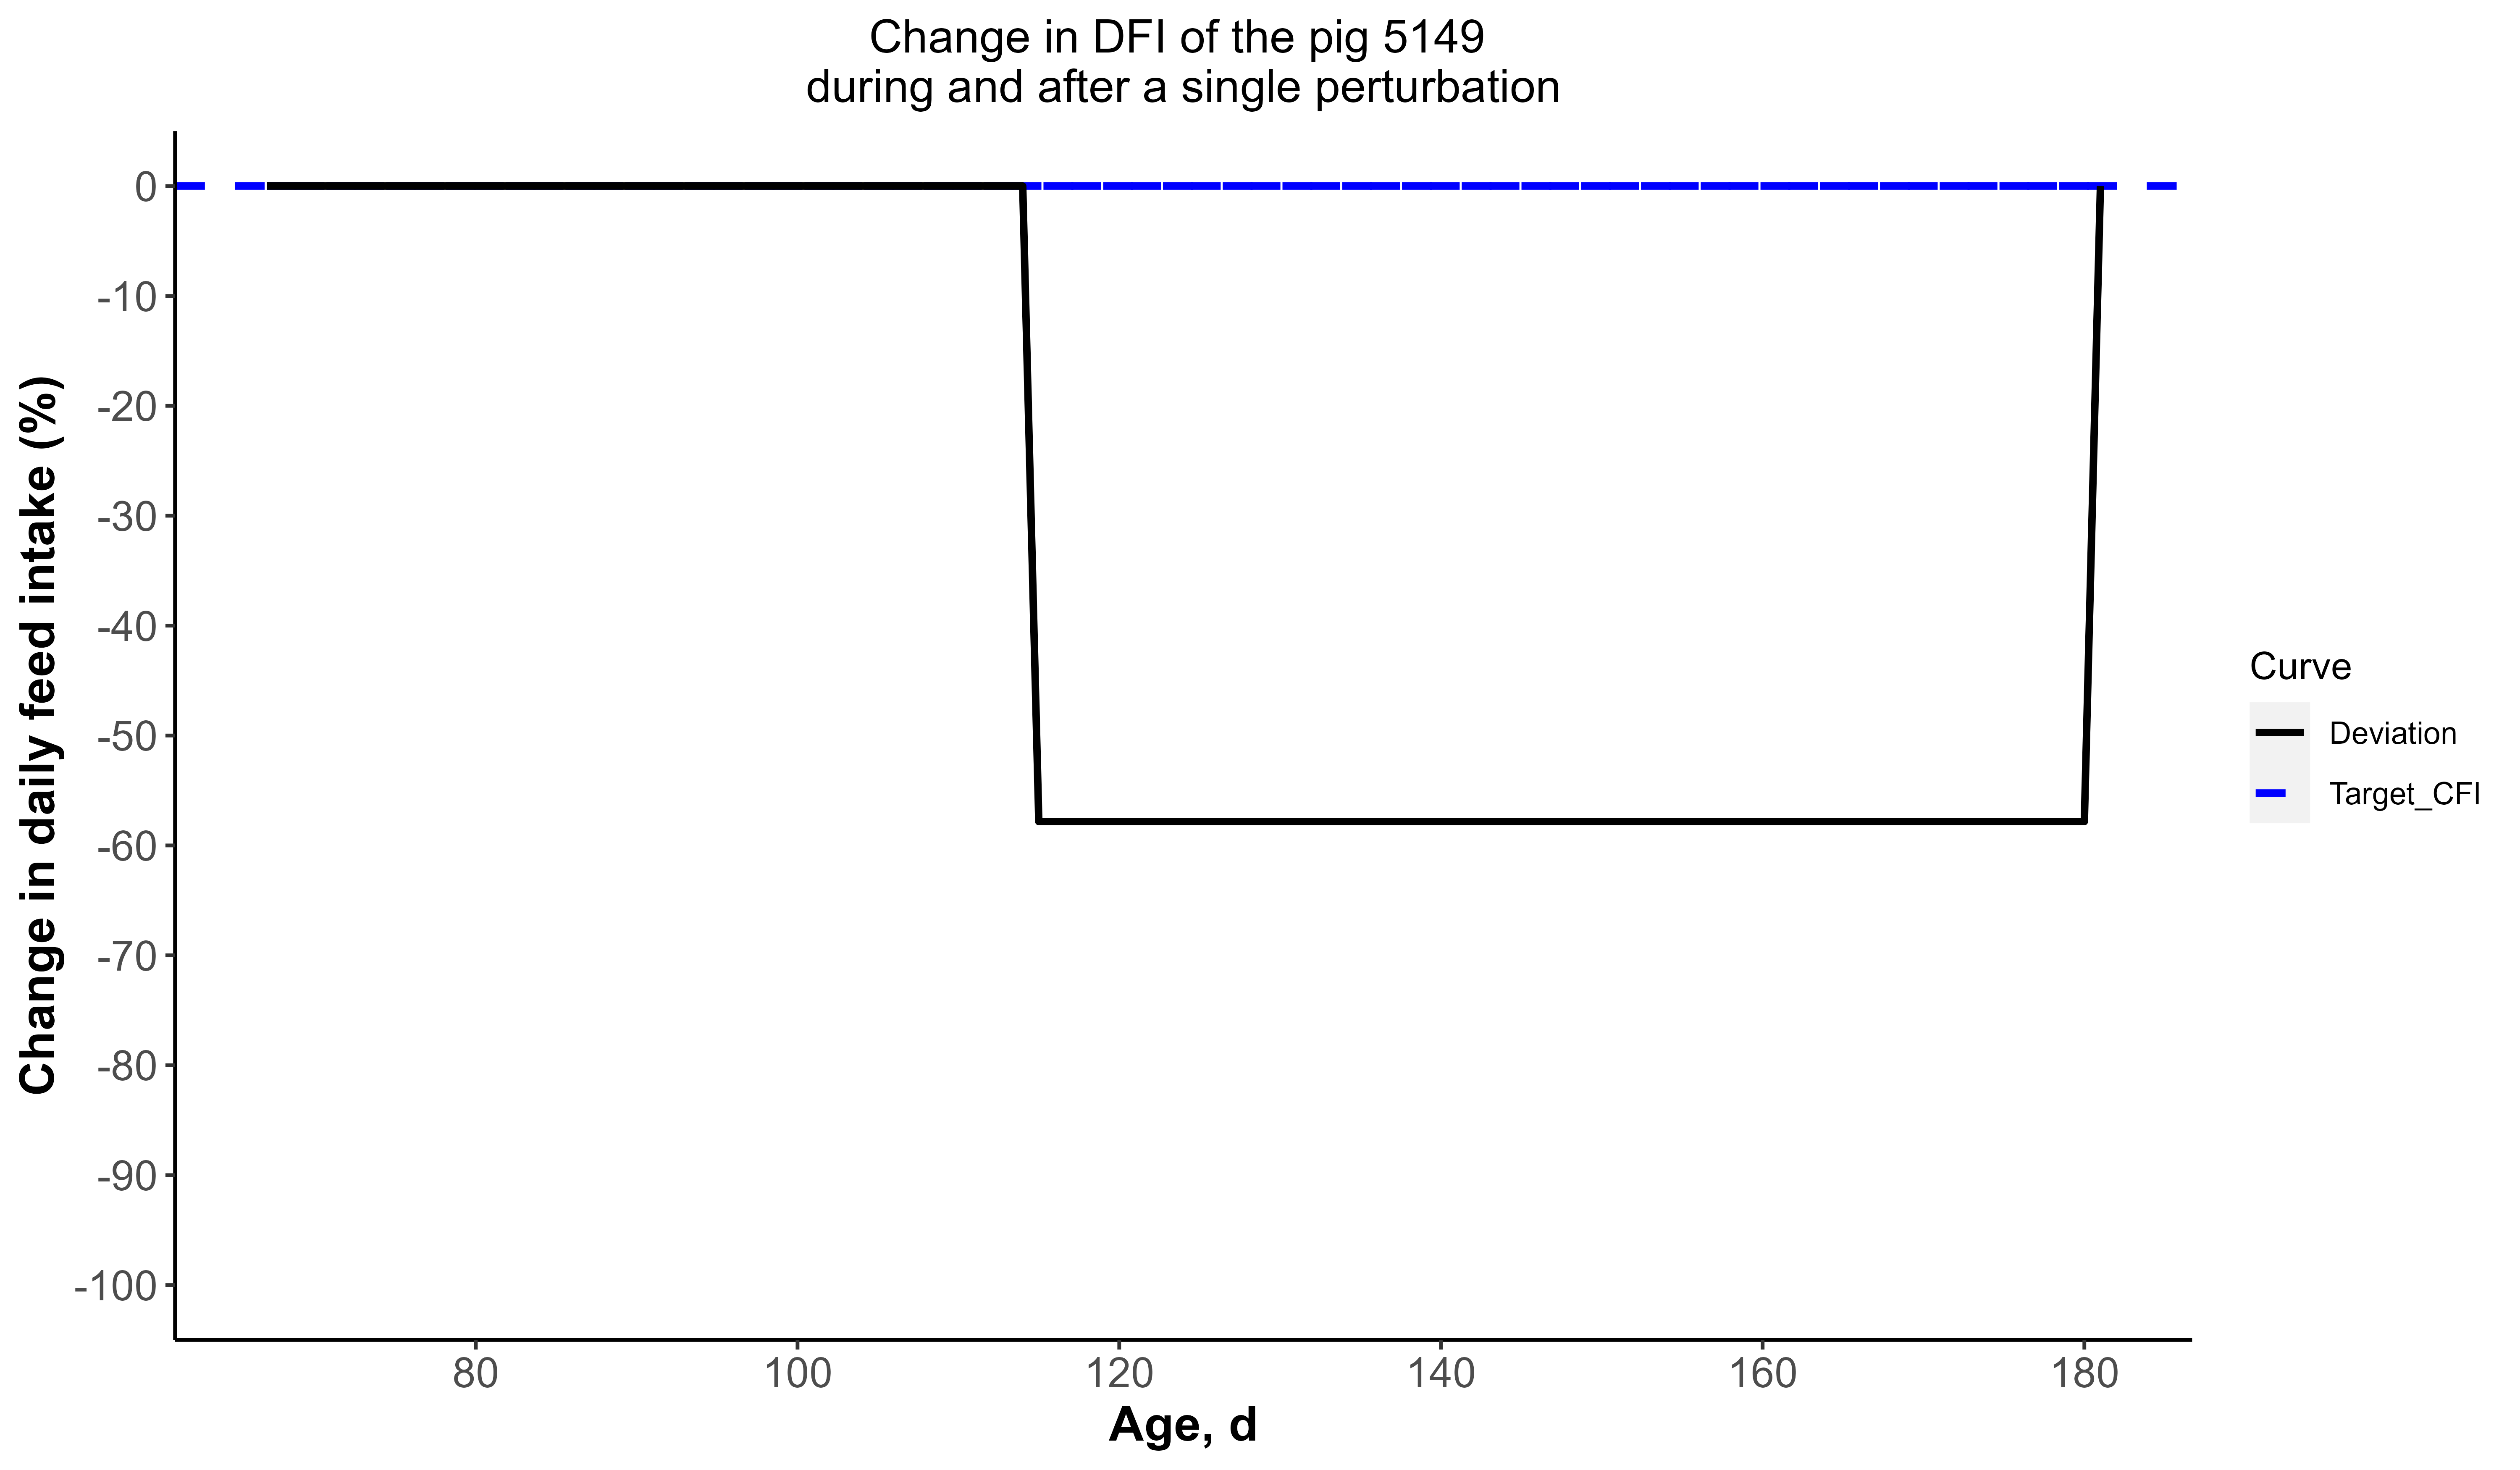 Change in DFI of the pig 5149
during and after a single perturbation
Change in daily feed intake (%)
0
-10
-20
-30
-40
-50
-60
-70
-80
-90
-100
80 100 120 140 160 180
Age, d
Curve
Deviation
Target_CFI